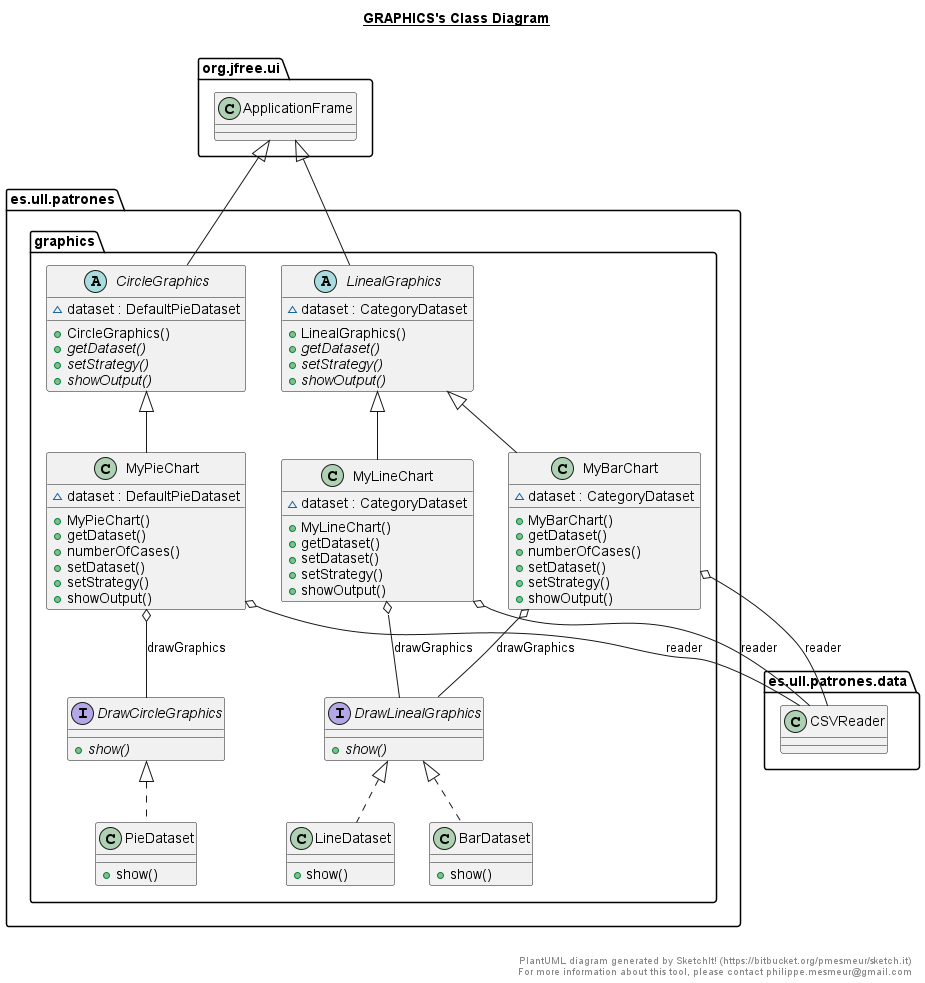 GRAPHICS's Class Diagram
org.jfree.ui
C ApplicationFrame
es.ull.patrones
graphics
A CircleGraphics
dataset : DefaultPieDataset
CircleGraphics()
getDataset()
setStrategy()
showOutput()
A LinealGraphics
dataset : CategoryDataset
LinealGraphics()
getDataset()
setStrategy()
showOutput()
C MyPieChart
dataset : DefaultPieDataset
MyPieChart()
getDataset()
numberOfCases()
setDataset()
setStrategy()
showOutput()
C MyLineChart
dataset : CategoryDataset
MyLineChart()
getDataset()
setDataset()
setStrategy()
showOutput()
C MyBarChart
dataset : CategoryDataset
MyBarChart()
getDataset()
numberOfCases()
setDataset()
setStrategy()
showOutput()
drawGraphics
drawGraphics
drawGraphics
reader
reader
reader
es.ull.patrones.data
C CSVReader
I DrawCircleGraphics
show()
I DrawLinealGraphics
show()
C PieDataset
show()
C LineDataset
show()
C BarDataset
show()
PlantUML diagram generated by SketchIt! (https://bitbucket.org/pmesmeur/sketch.it)
For more information about this tool, please contact philippe.mesmeur@gmail.com